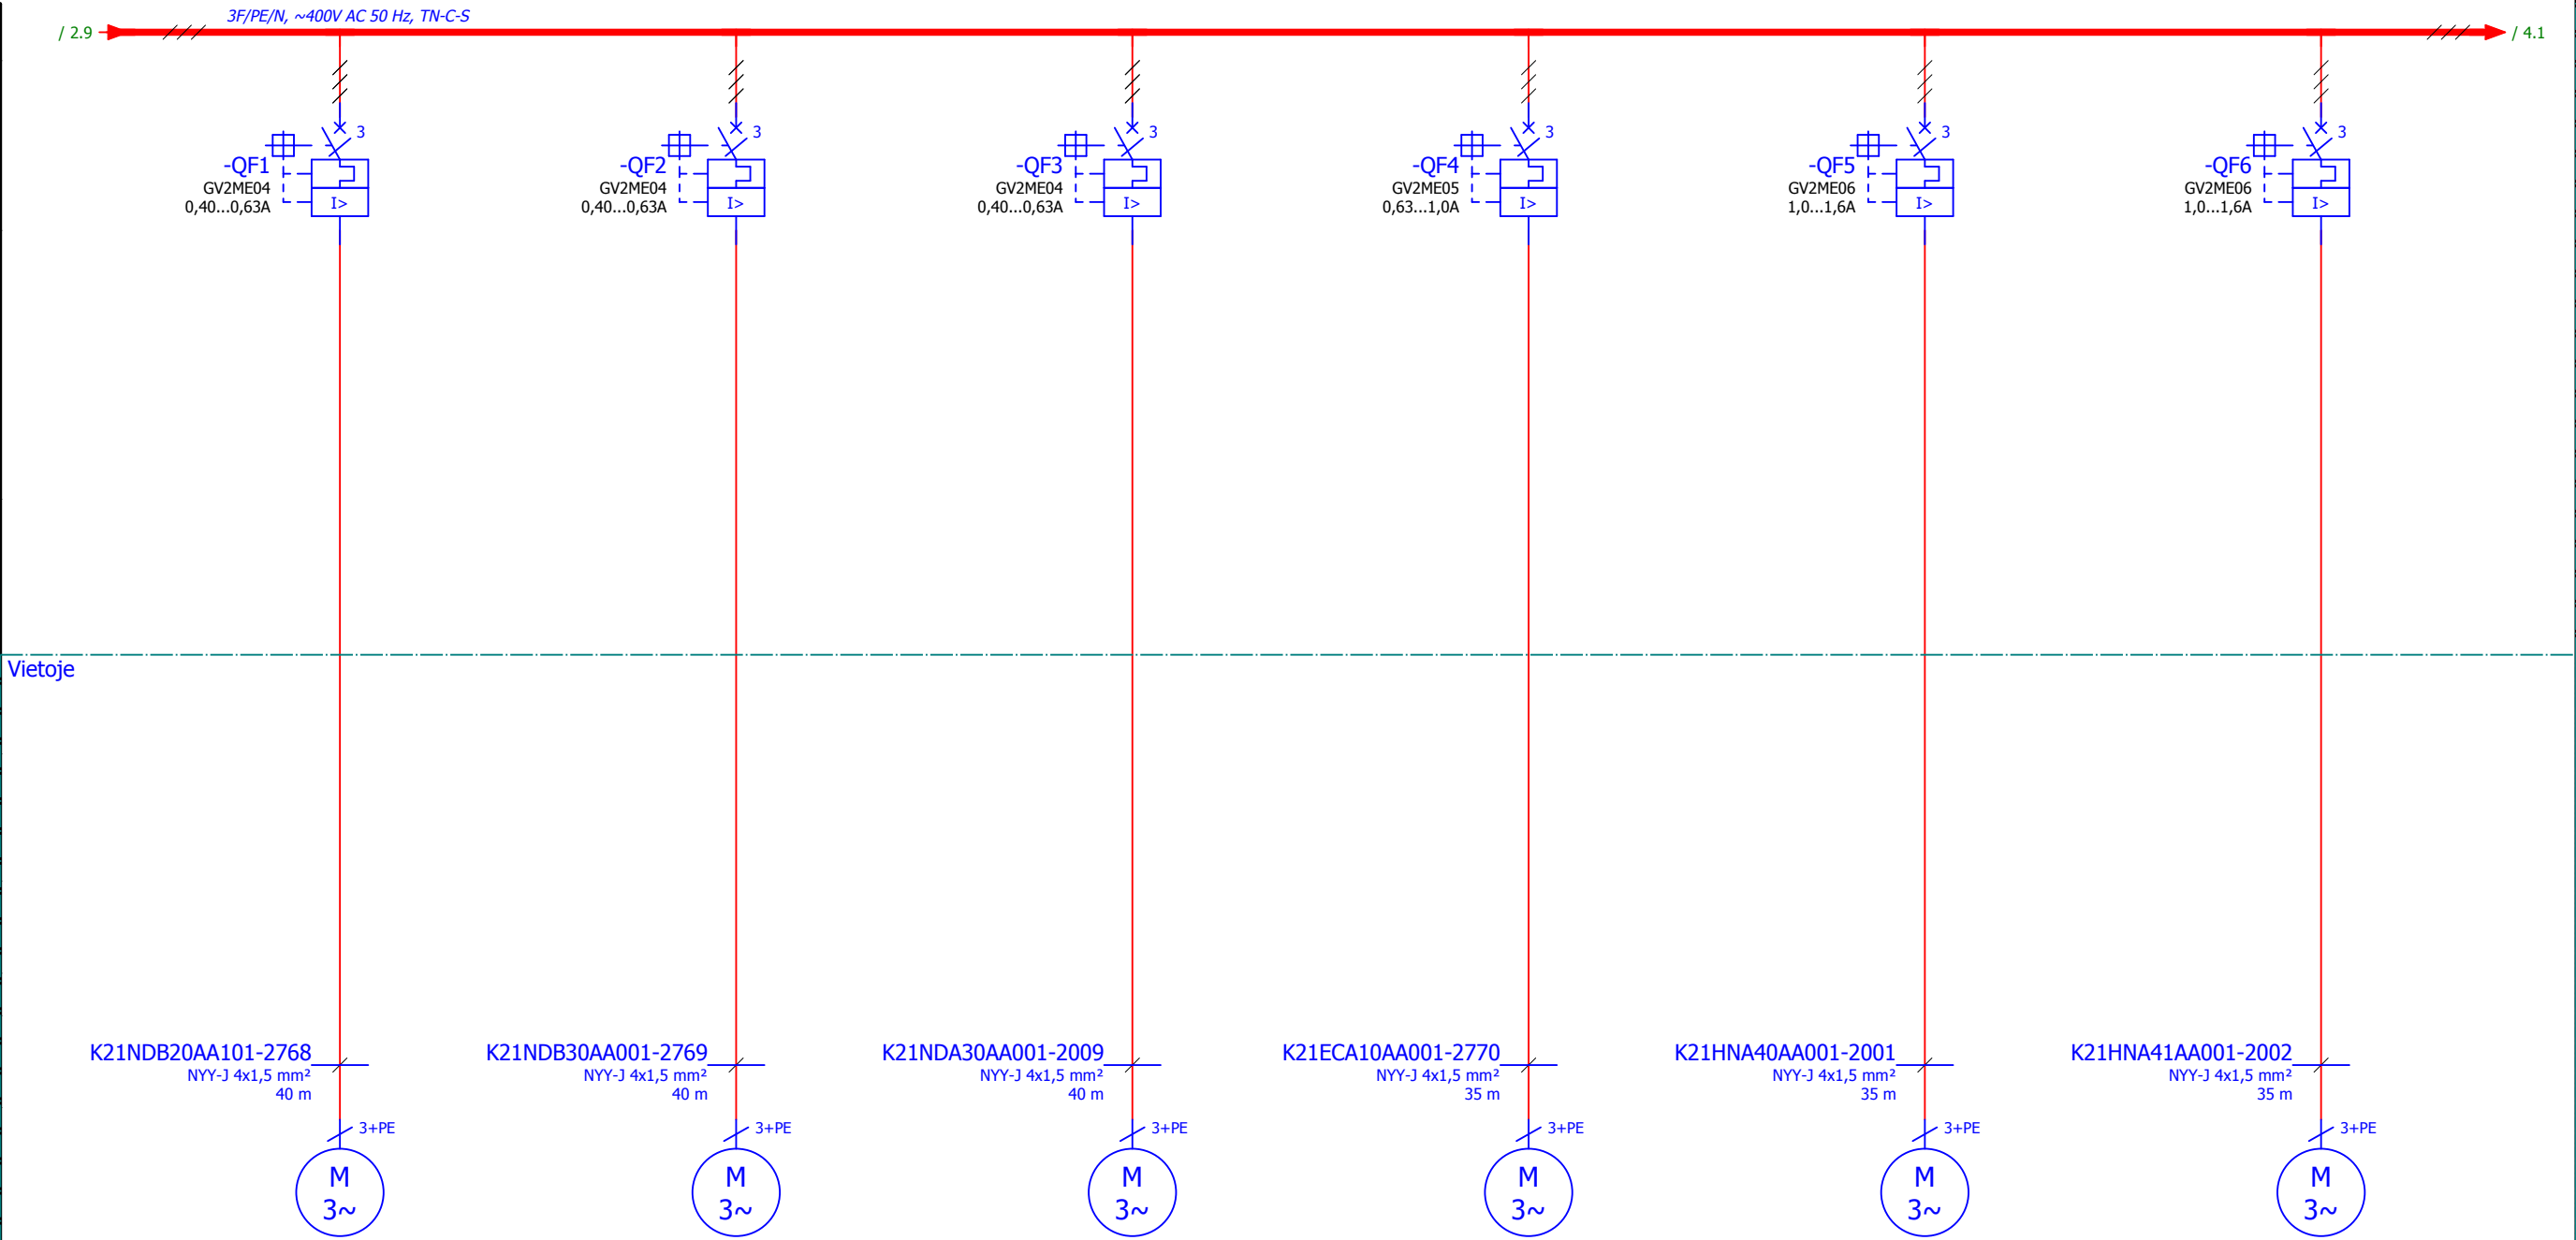 3F/PE/N, ~400V AC 50 Hz, TN-C-S
/ 2.9
/ 4.1
3
-QF1
GV2ME04
0,40...0,63A
I>
3
-QF2
GV2ME04
0,40...0,63A
I>
3
-QF3
GV2ME04
0,40...0,63A
I>
3
-QF4
GV2ME05
0,63...1,0A
I>
3
-QF5
GV2ME06
1,0...1,6A
I>
3
-QF6
GV2ME06
1,0...1,6A
I>
Vietoje
K21NDB20AA101-2768
NYY-J 4x1,5 mm²
40 m
3+PE
M
3~
K21NDB30AA001-2769
NYY-J 4x1,5 mm²
40 m
3+PE
M
3~
K21NDA30AA001-2009
NYY-J 4x1,5 mm²
40 m
3+PE
M
3~
K21ECA10AA001-2770
NYY-J 4x1,5 mm²
35 m
3+PE
M
3~
K21HNA40AA001-2001
NYY-J 4x1,5 mm²
35 m
3+PE
M
3~
K21HNA41AA001-2002
NYY-J 4x1,5 mm²
35 m
3+PE
M
3~